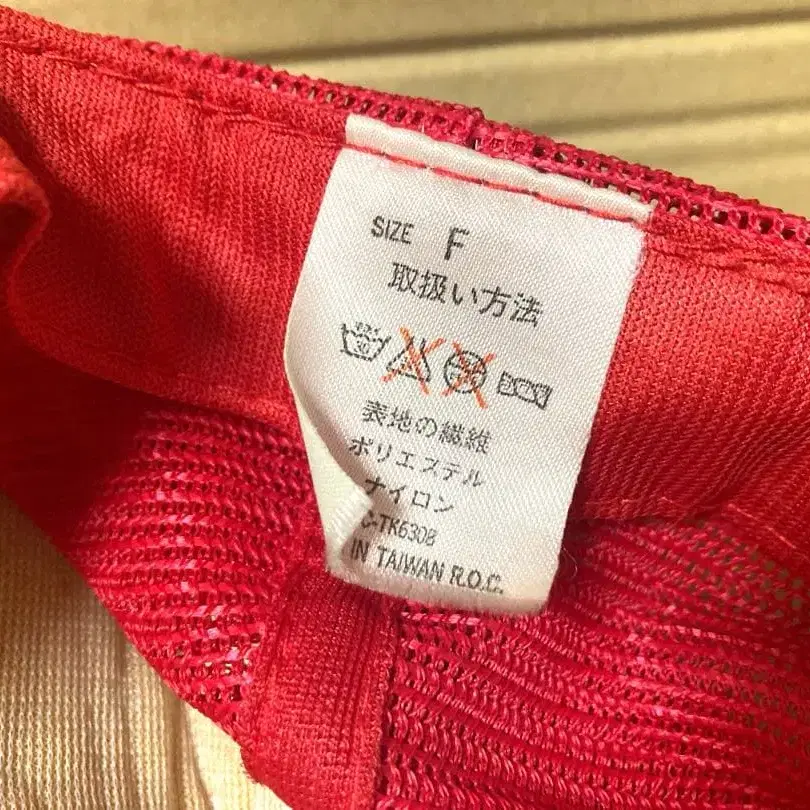 SIZE F
取扱い方法
表地の繊維
ポリエステル
ナイロン
C-TK6308
IN TAIWAN R.O.C.